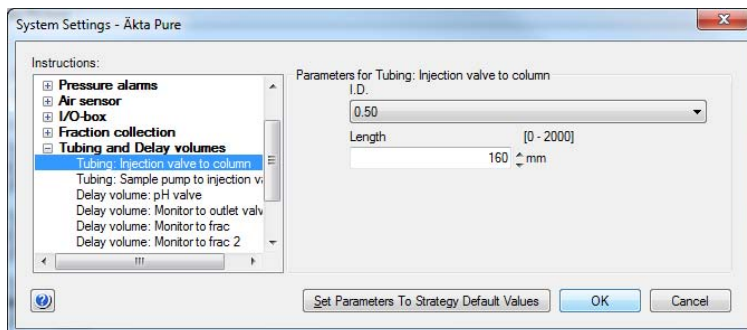 System Settings - Äkta Pure
Instructions:
Pressure alarms
Air sensor
I/O-box
Fraction collection
Tubing and Delay volumes
Tubing: Injection valve to column
Tubing: Sample pump to injection va
Delay volume: pH valve
Delay volume: Monitor to outlet valv
Delay volume: Monitor to frac
Delay volume: Monitor to frac 2
Parameters for Tubing: Injection valve to column
I.D.
0.50
Length [0 - 2000]
160 mm
Set Parameters To Strategy Default Values
OK
Cancel